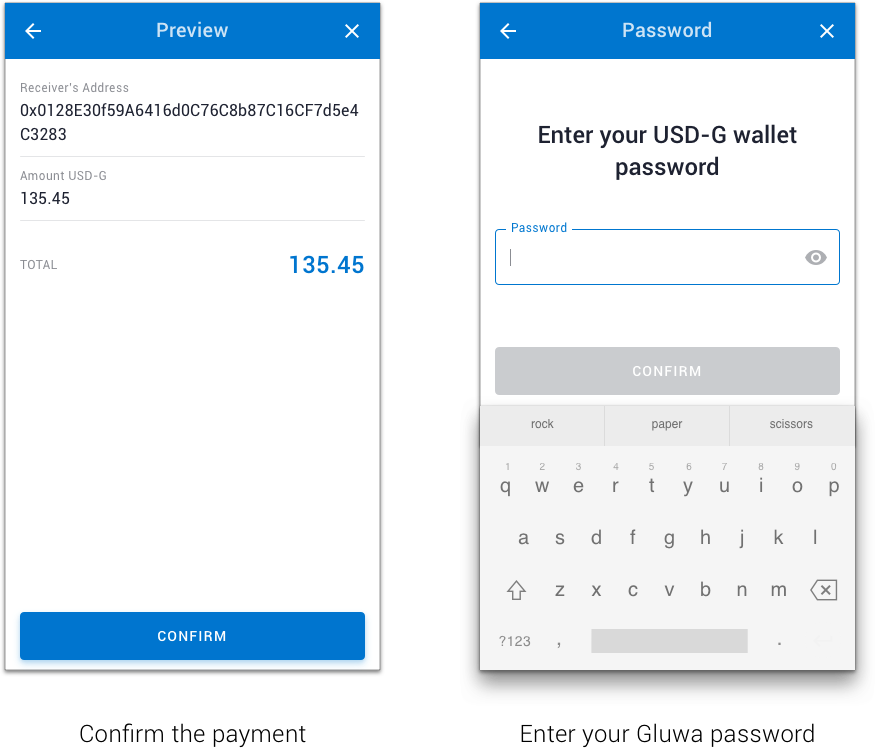 Preview
Receiver's Address
0x0128E30f59A6416d0C76C8b87C16CF7d5e4
C3283
Amount USD-G
135.45
TOTAL 135.45
CONFIRM
Confirm the payment
Password
Enter your USD-G wallet
password
Password
CONFIRM
rock paper scissors
1 2 3 4 5 6 7 8 9 0
q w e r t y u i o p
a s d f g h j k l
z x c v b n m
?123 , .
Enter your Gluwa password